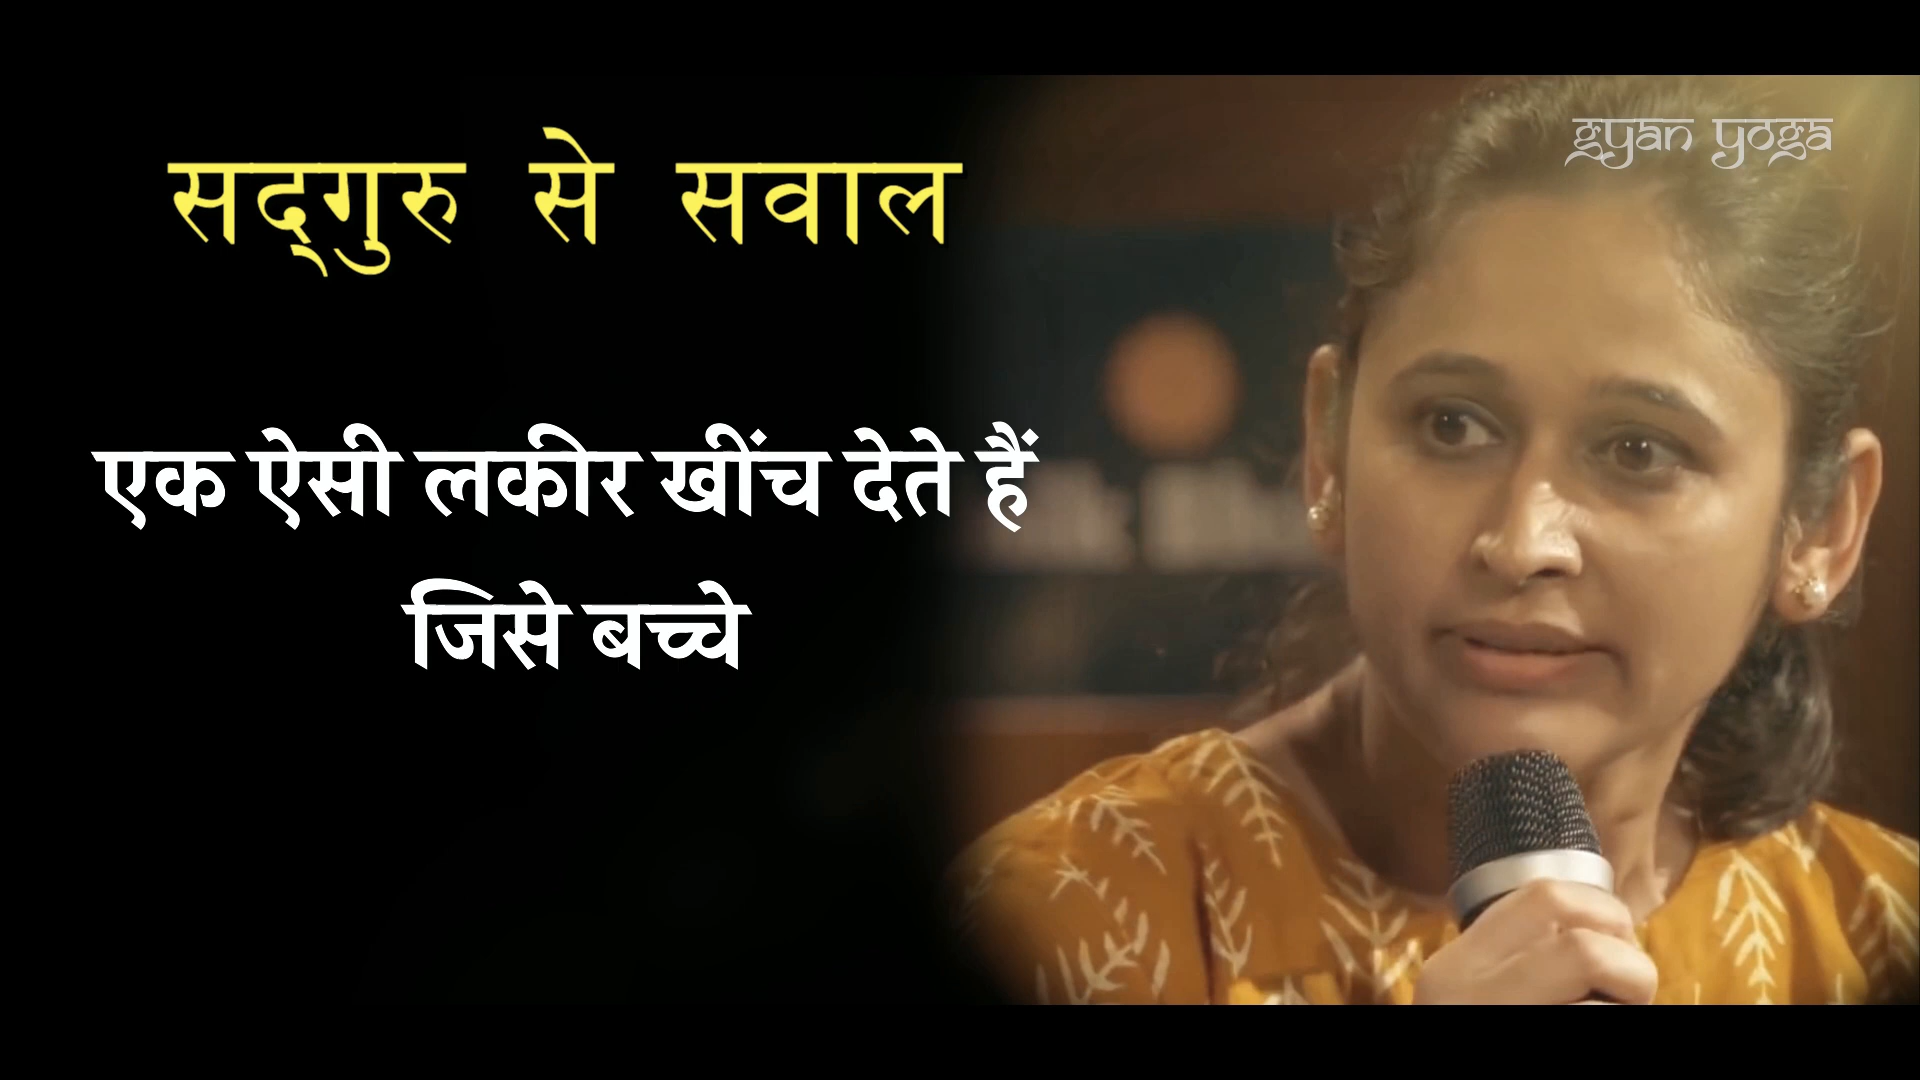 सद्गुरु से सवाल
gyan yoga
एक ऐसी लकीर खींच देते हैं
जिसे बच्चे